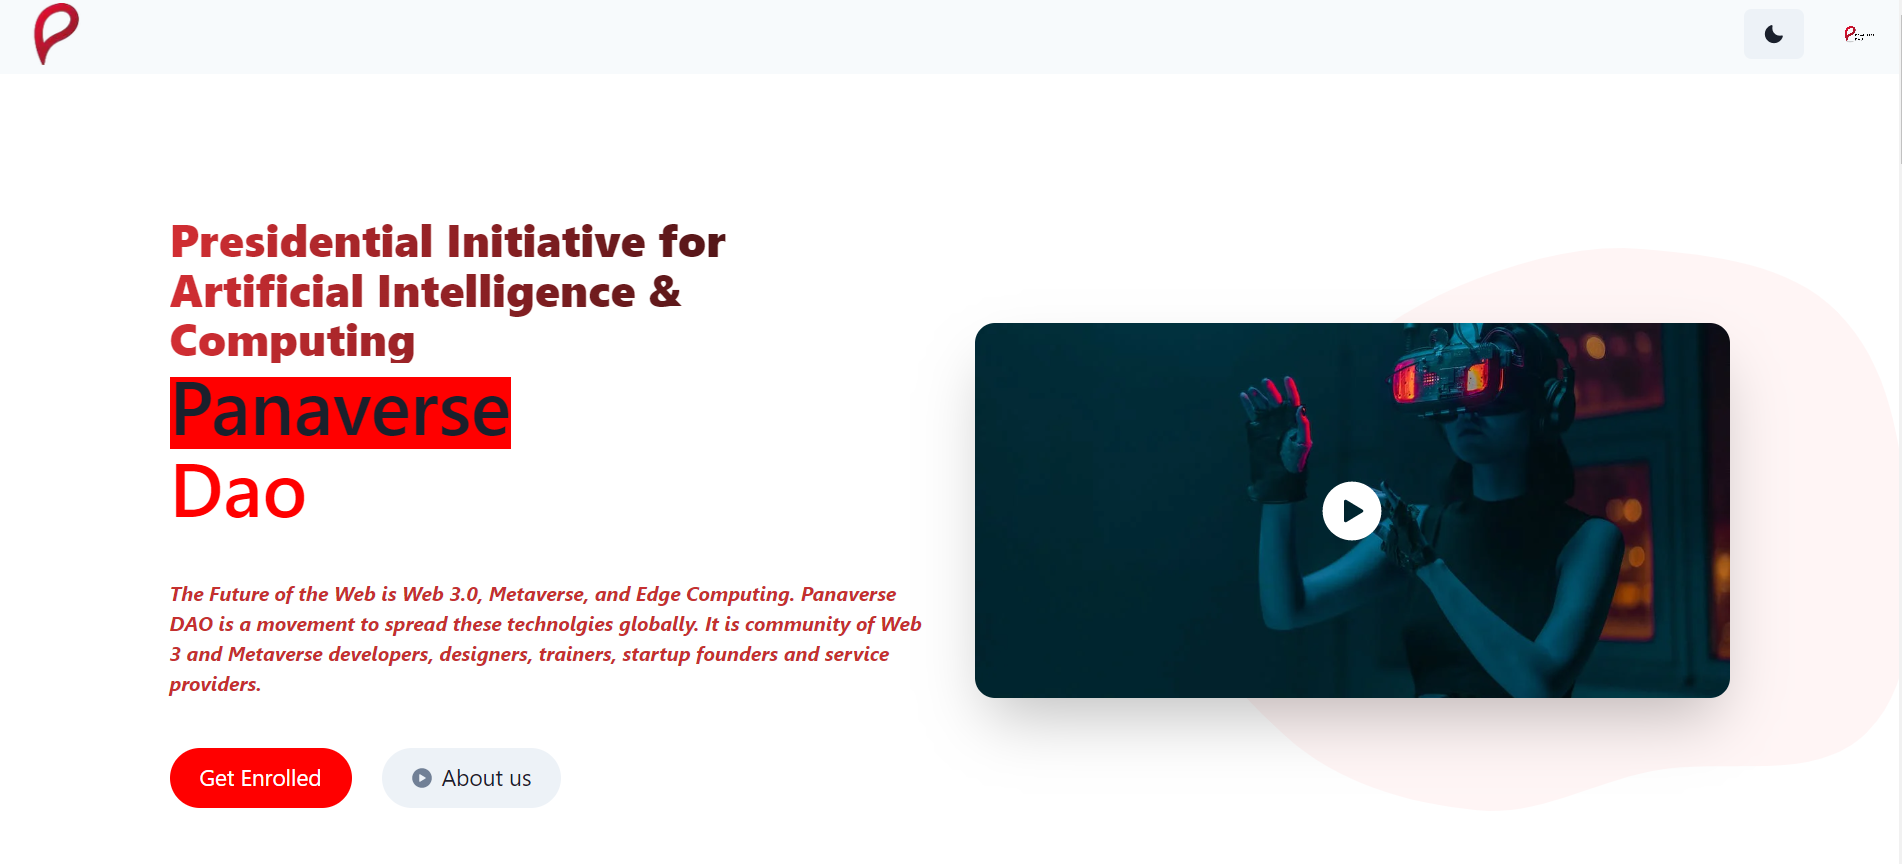 Presidential Initiative for
Artificial Intelligence &
Computing
Panaverse
Dao
The Future of the Web is Web 3.0, Metaverse, and Edge Computing. Panaverse
DAO is a movement to spread these technolgies globally. It is community of Web
3 and Metaverse developers, designers, trainers, startup founders and service
providers.
Get Enrolled
About us